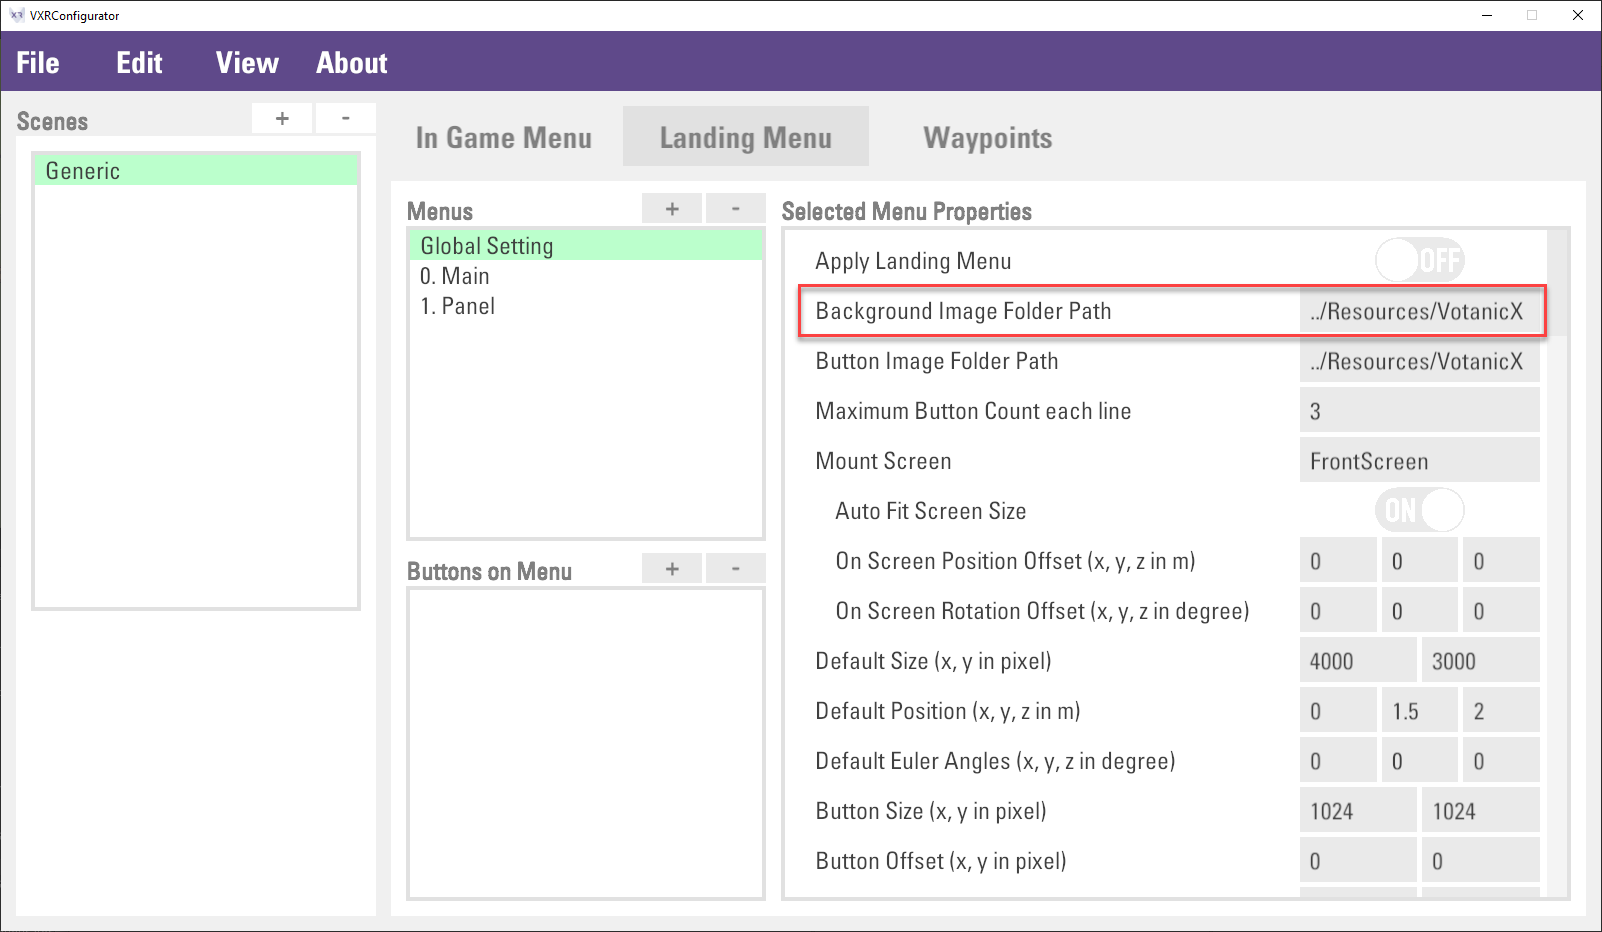 VXRConfigurator
File Edit View About
Scenes + -
Generic
In Game Menu Landing Menu Waypoints
Menus + -
Global Setting
0. Main
1. Panel
Buttons on Menu + -
Selected Menu Properties
Apply Landing Menu OFF
Background Image Folder Path ../Resources/VotanicX
Button Image Folder Path ../Resources/VotanicX
Maximum Button Count each line 3
Mount Screen FrontScreen
Auto Fit Screen Size ON
On Screen Position Offset (x, y, z in m) 0 0 0
On Screen Rotation Offset (x, y, z in degree) 0 0 0
Default Size (x, y in pixel) 4000 3000
Default Position (x, y, z in m) 0 1.5 2
Default Euler Angles (x, y, z in degree) 0 0 0
Button Size (x, y in pixel) 1024 1024
Button Offset (x, y in pixel) 0 0